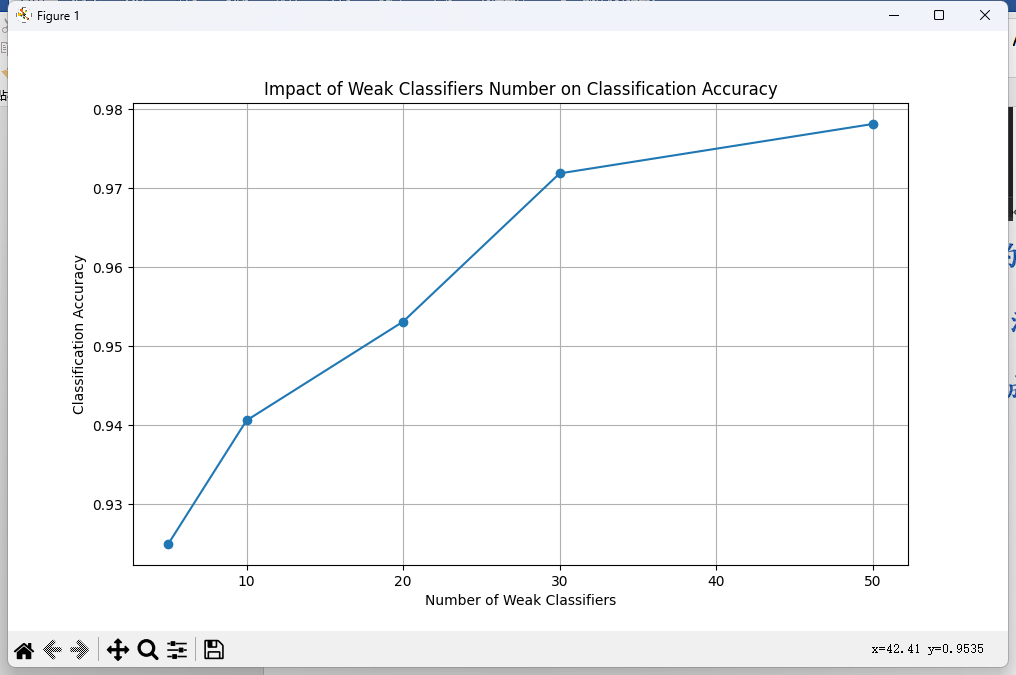 Figure 1
Impact of Weak Classifiers Number on Classification Accuracy
0.98
0.97
0.96
0.95
0.94
0.93
Classification Accuracy
10 20 30 40 50
Number of Weak Classifiers
x=42.41 y=0.9535